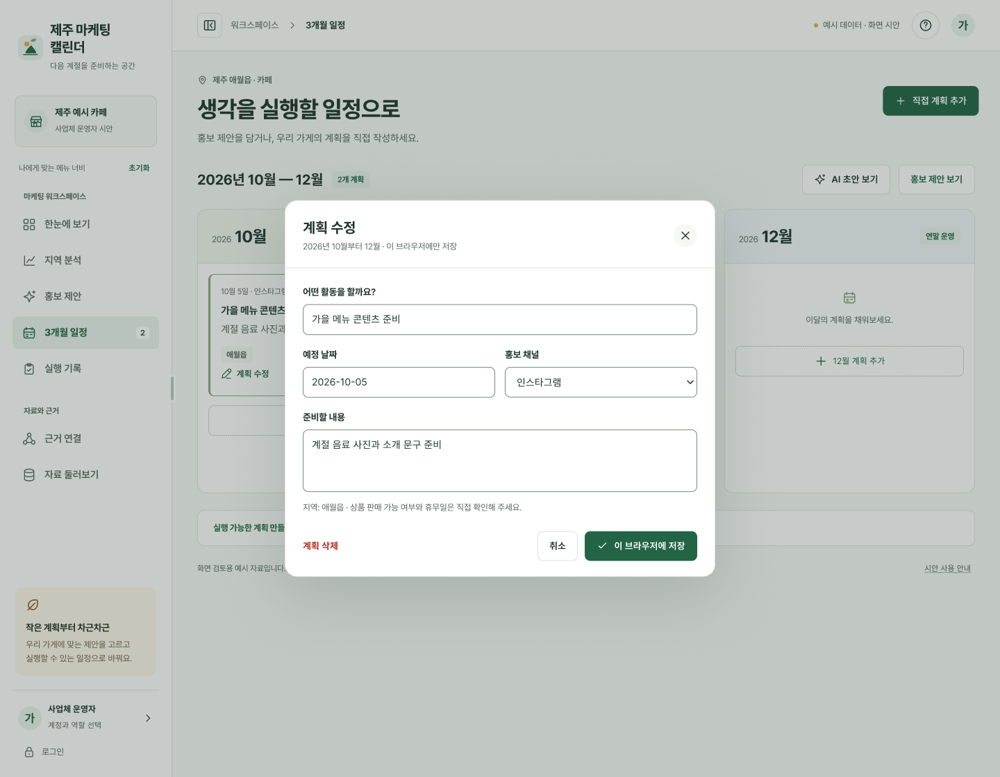 제주 마케팅
캘린더
다음 계절을 준비하는 공간
제주 예시 카페
사업체 운영자 시안
나에게 맞는 메뉴 너비
초기화
마케팅 워크스페이스
한눈에 보기
지역 분석
홍보 제안
3개월 일정
2
실행 기록
자료와 근거
근거 연결
자료 둘러보기
작은 계획부터 차근차근
우리 가게에 맞는 제안을 고르고
실행할 수 있는 일정으로 바꿔요.
가
사업체 운영자
계정과 역할 선택
로그인
워크스페이스
3개월 일정
예시 데이터 · 화면 시안
가
제주 애월읍 · 카페
생각을 실행할 일정으로
홍보 제안을 담거나, 우리 가게의 계획을 직접 작성하세요.
직접 계획 추가
2026년 10월 — 12월
2개 계획
AI 초안 보기
홍보 제안 보기
2026 10월
10월 5일 · 인스타그램
가을 메뉴 콘텐츠
계절 음료 사진과
애월읍
계획 수정
2026 12월
연말 운영
이달의 계획을 채워보세요.
12월 계획 추가
실행 가능한 계획 만들
화면 검토용 예시 자료입니다.
시안 사용 안내
계획 수정
2026년 10월부터 12월 · 이 브라우저에만 저장
어떤 활동을 할까요?
가을 메뉴 콘텐츠 준비
예정 날짜
홍보 채널
2026-10-05
인스타그램
준비할 내용
계절 음료 사진과 소개 문구 준비
지역: 애월읍 · 상품 판매 가능 여부와 휴무일은 직접 확인해 주세요.
계획 삭제
취소
이 브라우저에 저장